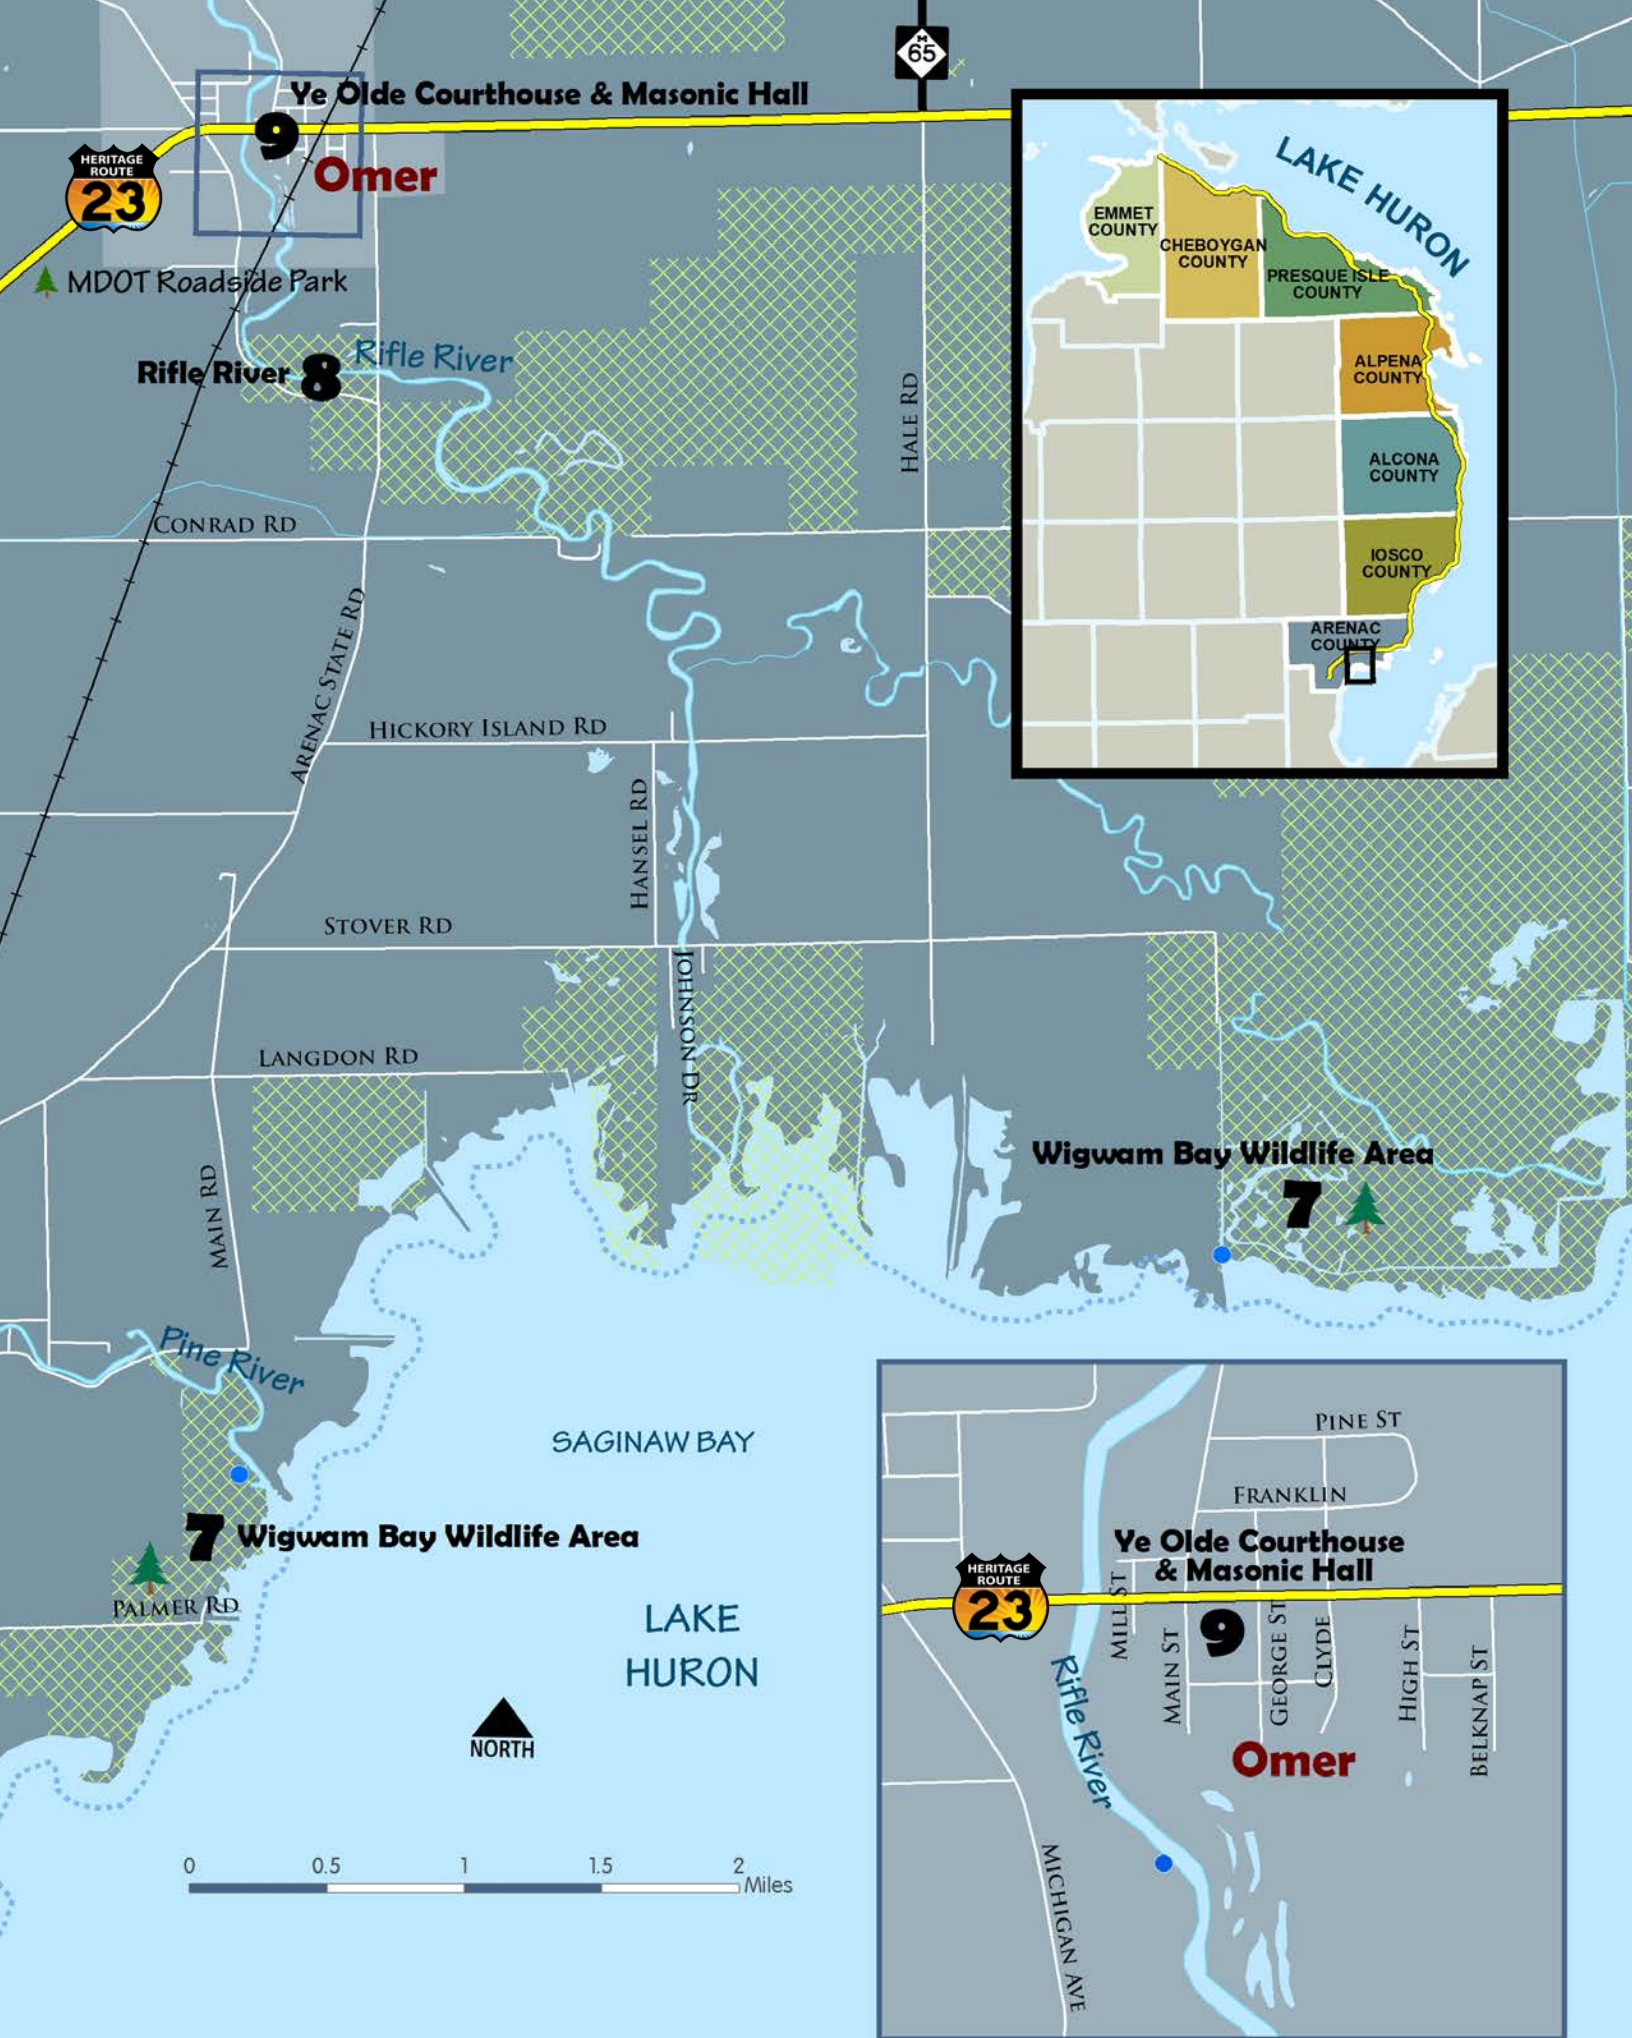 M
65
Ye Olde Courthouse & Masonic Hall
9
Omer
HERITAGE
ROUTE
23
MDOT Roadside Park
Rifle River 8
Rifle River
HALE RD
CONRAD RD
ARENAC STATE RD
HICKORY ISLAND RD
HANSEL RD
STOVER RD
JOHNSON DR
LANGDON RD
MAIN RD
Wigwam Bay Wildlife Area
7
Pine River
SAGINAW BAY
7 Wigwam Bay Wildlife Area
PALMER RD
LAKE
HURON
NORTH
0 0.5 1 1.5 2
Miles
LAKE HURON
EMMET
COUNTY
CHEBOYGAN
COUNTY
PRESQUE ISLE
COUNTY
ALPENA
COUNTY
ALCONA
COUNTY
IOSCO
COUNTY
ARENAC
COUNTY
PINE ST
FRANKLIN
Ye Olde Courthouse
& Masonic Hall
HERITAGE
ROUTE
23
9
MILL ST
MAIN ST
GEORGE ST
CLYDE
HIGH ST
BELKNAP ST
Rifle River
Omer
MICHIGAN AVE